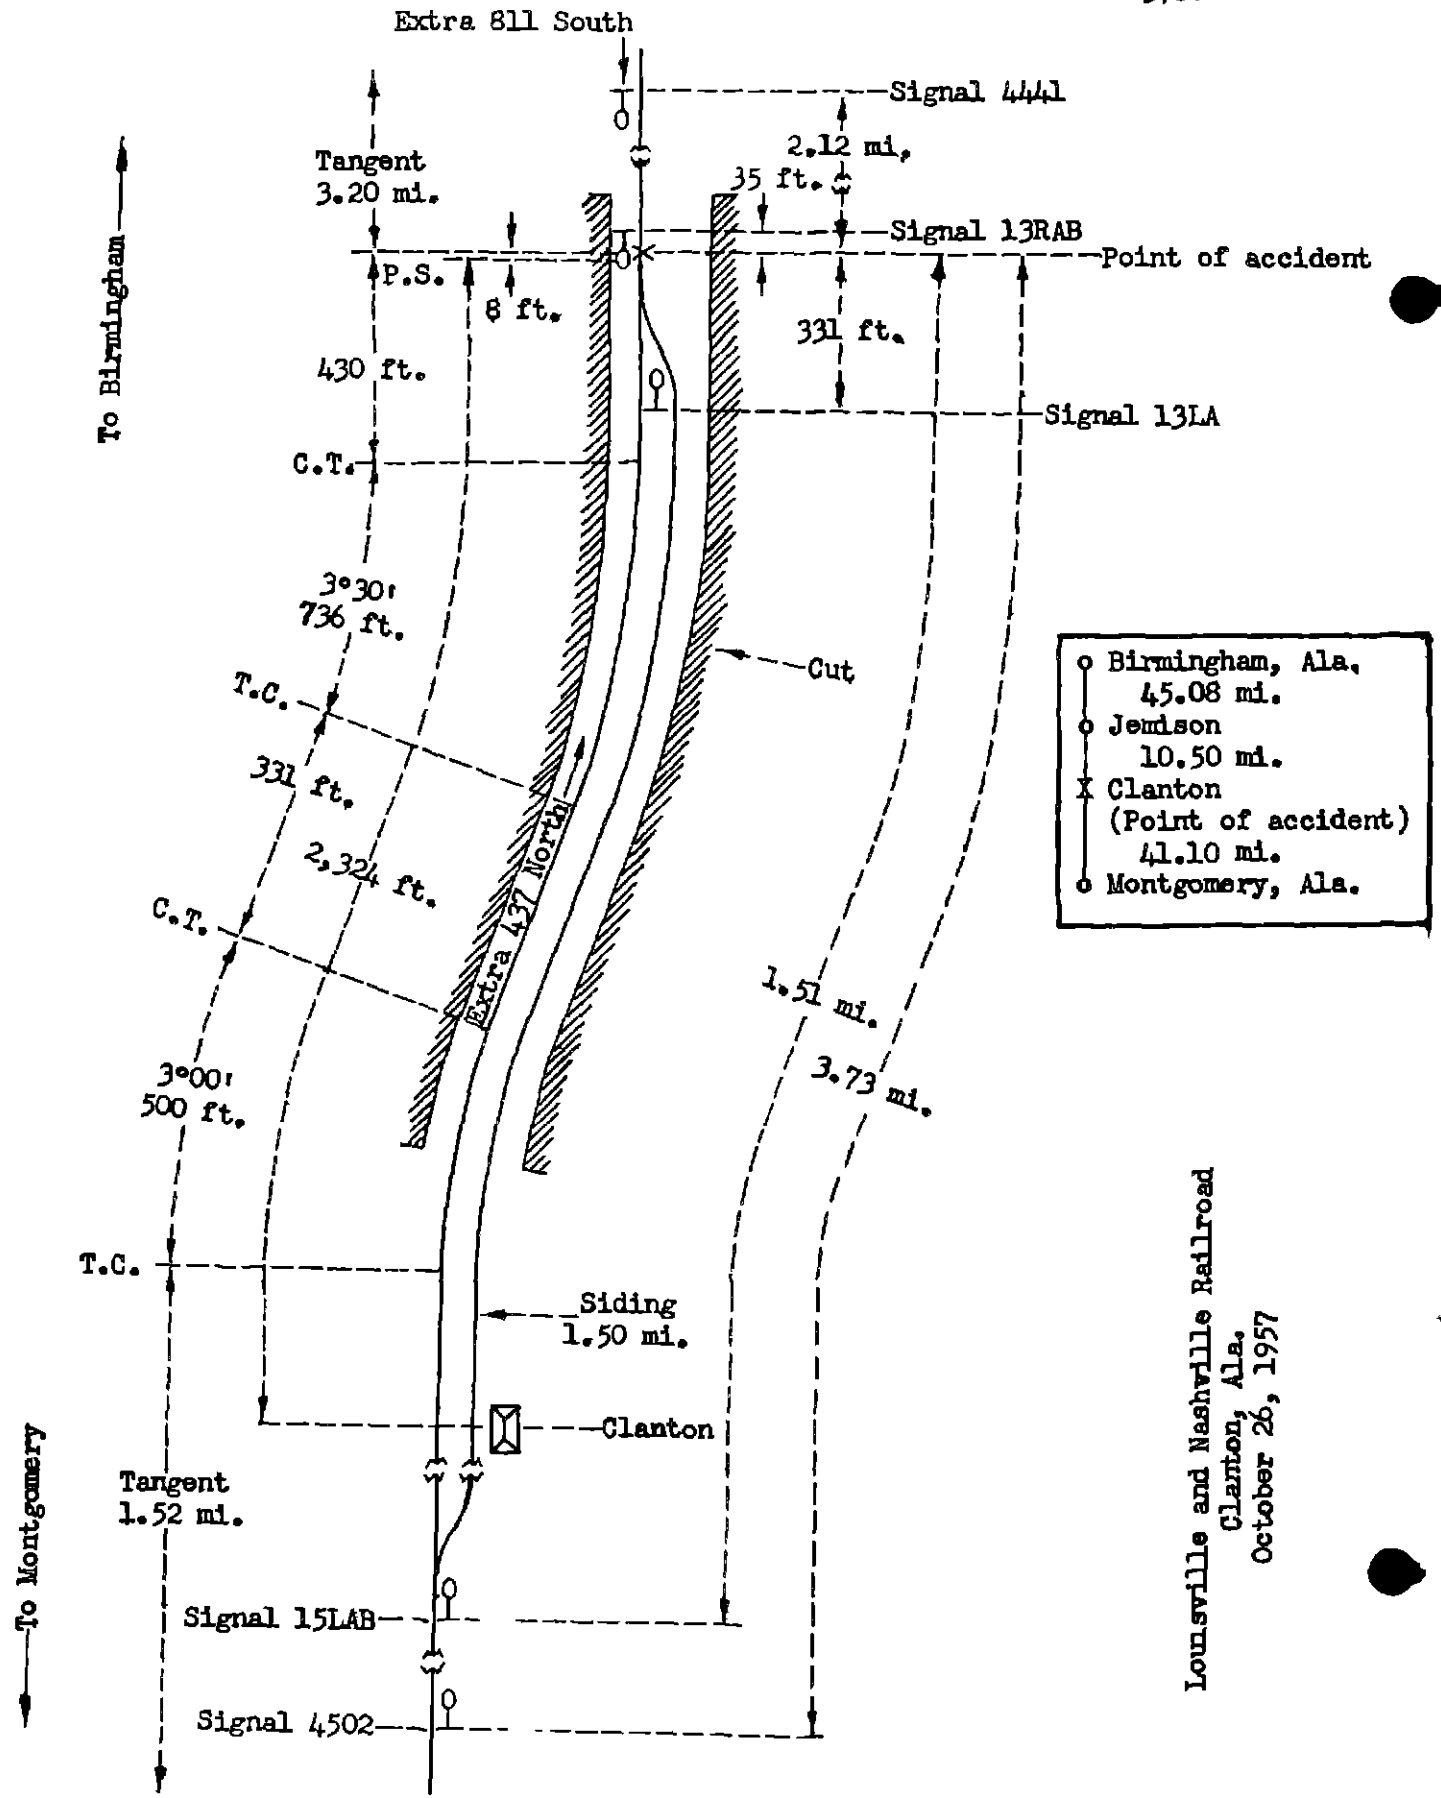 Extra 811 South
Signal 4441
2.12 mi.
Tangent
3.20 mi.
35 ft.
To Birmingham
Signal 13RAB
Point of accident
P.S.
8 ft.
331 ft.
430 ft.
Signal 13LA
C.T.
3°30'
736 ft.
Cut
T.C.
Birmingham, Ala.
45.08 mi.
Jemison
10.50 mi.
X Clanton
(Point of accident)
41.10 mi.
Montgomery, Ala.
331 ft.
2,324 ft.
Extra 437 North
C.T.
1.51 mi.
3.73 mi.
3°00'
500 ft.
T.C.
Siding
1.50 mi.
Clanton
Tangent
1.52 mi.
To Montgomery
Signal 15LAB
Signal 4502
Louisville and Nashville Railroad
Clanton, Ala.
October 26, 1957